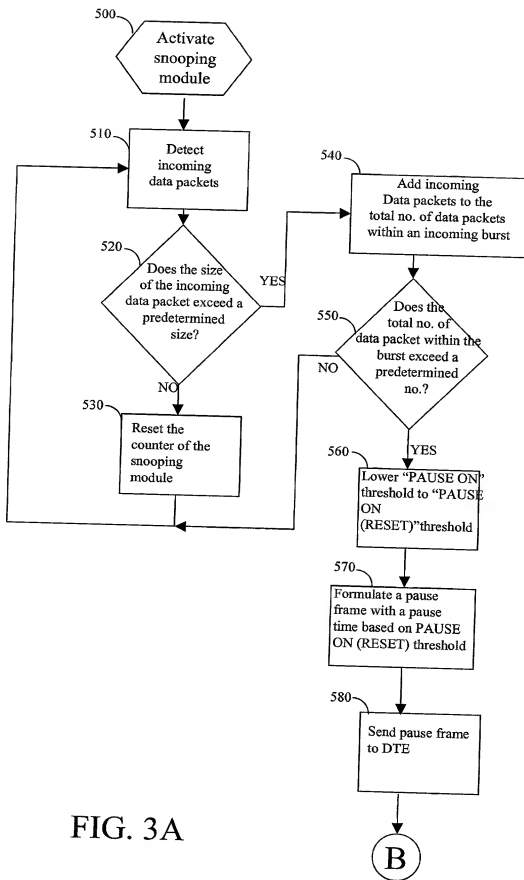 500
Activate
snooping
module
510
Detect
incoming
data packets
520
Does the size
of the incoming
data packet exceed a
predetermined
size?
YES
NO
530
Reset the
counter of the
snooping
module
540
Add incoming
Data packets to the
total no. of data packets
within an incoming burst
550
Does the
total no. of
data packet within the
burst exceed a
predetermined
no.?
NO
YES
560
Lower “PAUSE ON”
threshold to “PAUSE
ON
(RESET)”threshold
570
Formulate a pause
frame with a pause
time based on PAUSE
ON (RESET) threshold
580
Send pause frame
to DTE
B
FIG. 3A